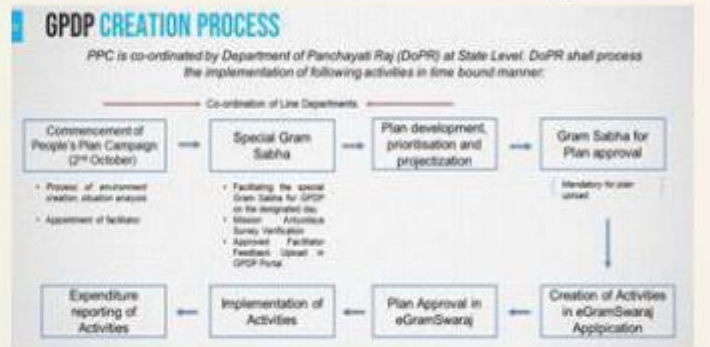 GPDP CREATION PROCESS
PPC is co-ordinated by Department of Panchayati Raj (DoPR) at State Level. DoPR shall process
the implementation of following activities in time bound manner:
Co-ordination of Line Departments
Commencement of
People's Plan Campaign
(2nd October)
Special Gram
Sabha
Plan development,
prioritisation and
projectization
Gram Sabha for
Plan approval
• Process of environment
creation, situation analysis
• Appointment of facilitator
• Facilitating the special
Gram Sabha for GPDP
on the designated day
• Mission Antyodaya
Survey Verification
• Approved Facilitator
Feedback Upload in
GPDP Portal
Mandatory for plan
upload
Expenditure
reporting of
Activities
Implementation of
Activities
Plan Approval in
eGramSwaraj
Creation of Activities
in eGramSwaraj
Applpication